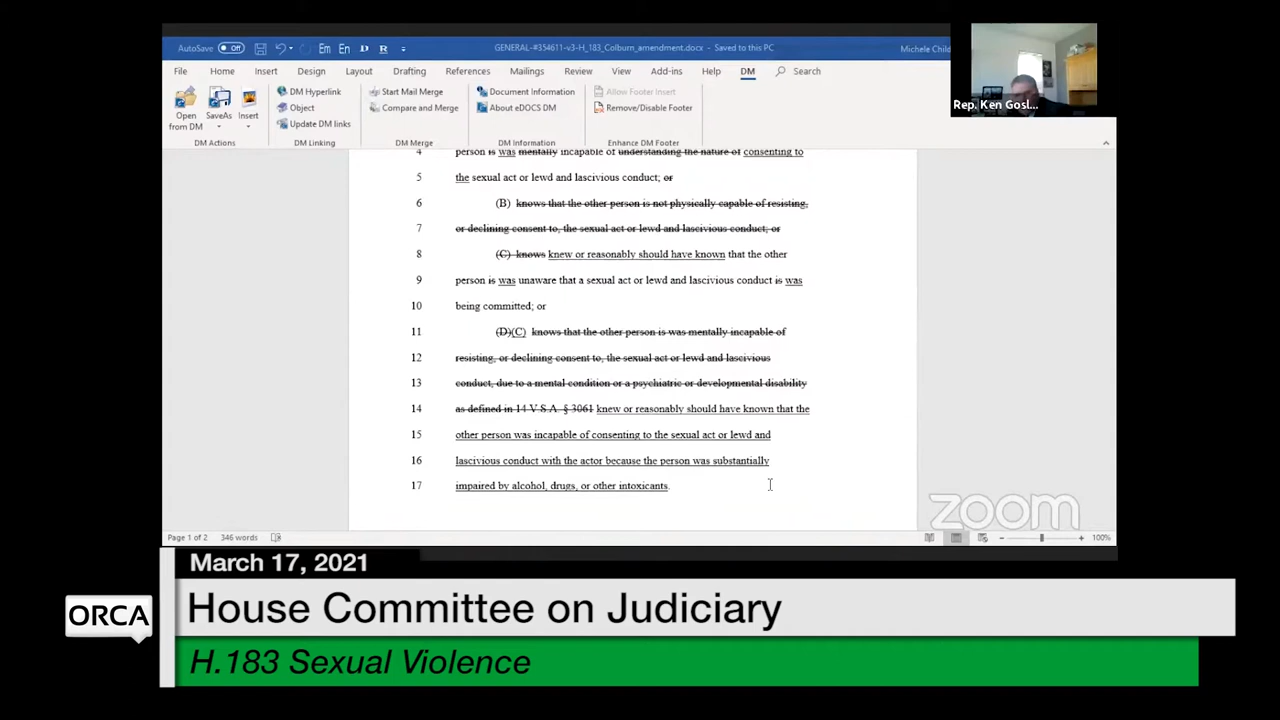 AutoSave Off Em En D R GENERAL-#354611-v3-H_183_Colburn_amendment.docx - Saved to this PC Michele Child
File Home Insert Design Layout Drafting References Mailings Review View Add-ins Help DM Search
Open from DM
SaveAs
Insert
DM Hyperlink
Object
Update DM links
Start Mail Merge
Compare and Merge
Document Information
About eDOCS DM
Allow Footer Insert
Remove/Disable Footer
DM Actions DM Linking DM Merge DM Information Enhance DM Footer
Rep. Ken Gosl...
4 person is was mentally incapable of understanding the nature of consenting to
5 the sexual act or lewd and lascivious conduct; or
6 (B) knows that the other person is not physically capable of resisting,
7 or declining consent to, the sexual act or lewd and lascivious conduct; or
8 (C) knows knew or reasonably should have known that the other
9 person is was unaware that a sexual act or lewd and lascivious conduct is was
10 being committed; or
11 (D)(C) knows that the other person is was mentally incapable of
12 resisting, or declining consent to, the sexual act or lewd and lascivious
13 conduct, due to a mental condition or a psychiatric or developmental disability
14 as defined in 14 V.S.A. § 3061 knew or reasonably should have known that the
15 other person was incapable of consenting to the sexual act or lewd and
16 lascivious conduct with the actor because the person was substantially
17 impaired by alcohol, drugs, or other intoxicants.
zoom
Page 1 of 2 346 words 100%
March 17, 2021
ORCA
House Committee on Judiciary
H.183 Sexual Violence